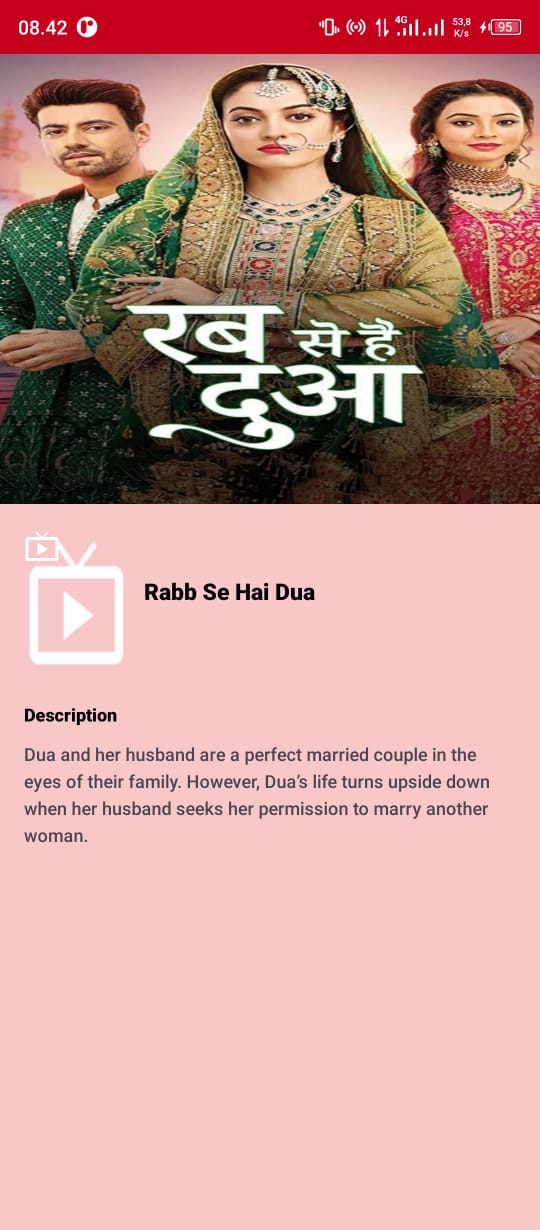 08.42
4G
53,8
K/s
95
रब से है
दुआ
Rabb Se Hai Dua
Description
Dua and her husband are a perfect married couple in the
eyes of their family. However, Dua’s life turns upside down
when her husband seeks her permission to marry another
woman.